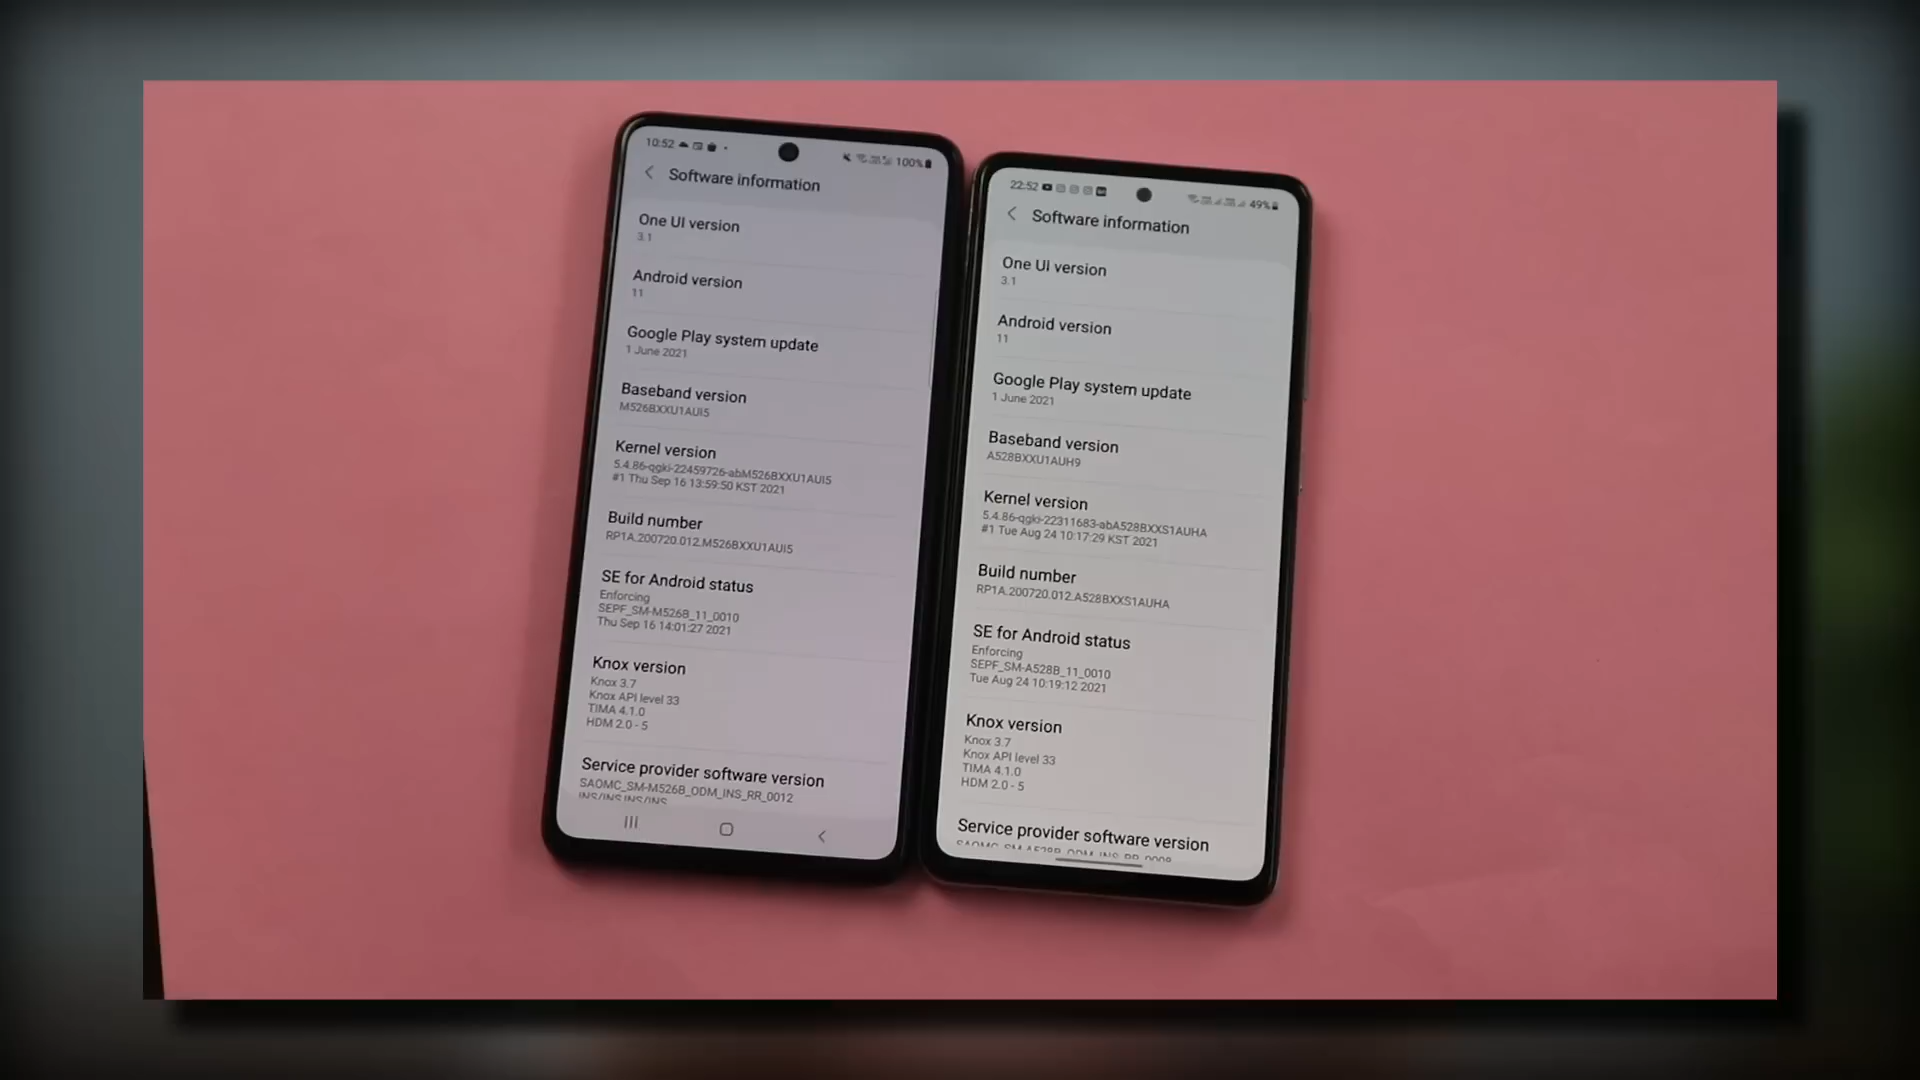 10:52
100%
Software information
One UI version
3.1
Android version
11
Google Play system update
1 June 2021
Baseband version
M526BXXU1AUI5
Kernel version
5.4.86-qgki-22459726-abM526BXXU1AUI5
#1 Thu Sep 16 13:59:50 KST 2021
Build number
RP1A.200720.012.M526BXXU1AUI5
SE for Android status
Enforcing
SEPF_SM-M526B_11_0010
Thu Sep 16 14:01:27 2021
Knox version
Knox 3.7
Knox API level 33
TIMA 4.1.0
HDM 2.0 - 5
Service provider software version
SAOMC_SM-M526B_ODM_INS_RR_0012
INS/INS,INS/INS
22:52
49%
Software information
One UI version
3.1
Android version
11
Google Play system update
1 June 2021
Baseband version
A528BXXU1AUH9
Kernel version
5.4.86-qgki-22311683-abA528BXXS1AUHA
#1 Tue Aug 24 10:17:29 KST 2021
Build number
RP1A.200720.012.A528BXXS1AUHA
SE for Android status
Enforcing
SEPF_SM-A528B_11_0010
Tue Aug 24 10:19:12 2021
Knox version
Knox 3.7
Knox API level 33
TIMA 4.1.0
HDM 2.0 - 5
Service provider software version
SAOMC_SM-A528B_ODM_INS_RR_0008